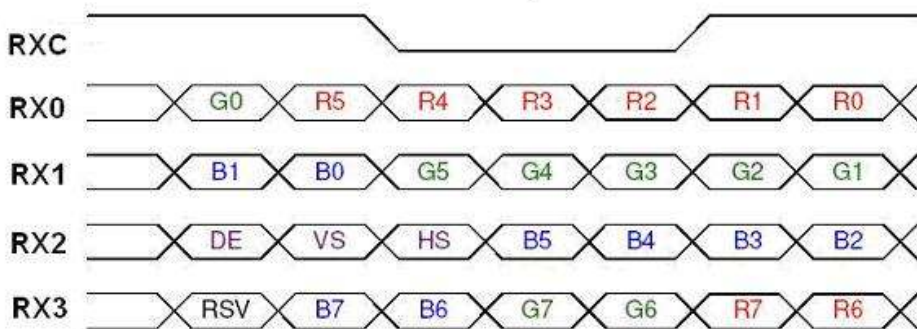 RXC
RX0 G0 R5 R4 R3 R2 R1 R0
RX1 B1 B0 G5 G4 G3 G2 G1
RX2 DE VS HS B5 B4 B3 B2
RX3 RSV B7 B6 G7 G6 R7 R6